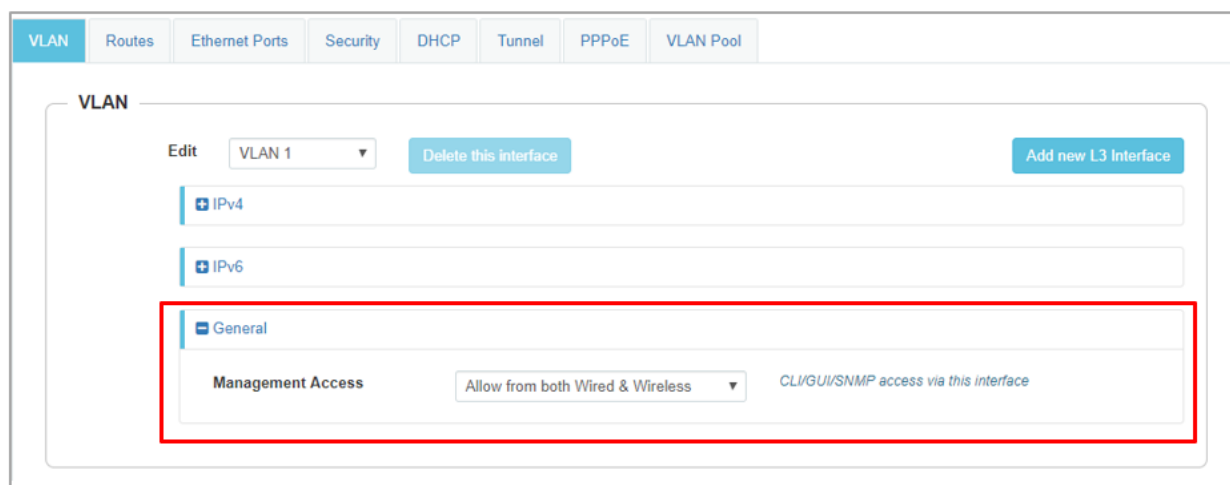 VLAN Routes Ethernet Ports Security DHCP Tunnel PPPoE VLAN Pool
VLAN
Edit VLAN 1 Delete this interface Add new L3 Interface
IPv4
IPv6
General
Management Access Allow from both Wired & Wireless CLI/GUI/SNMP access via this interface